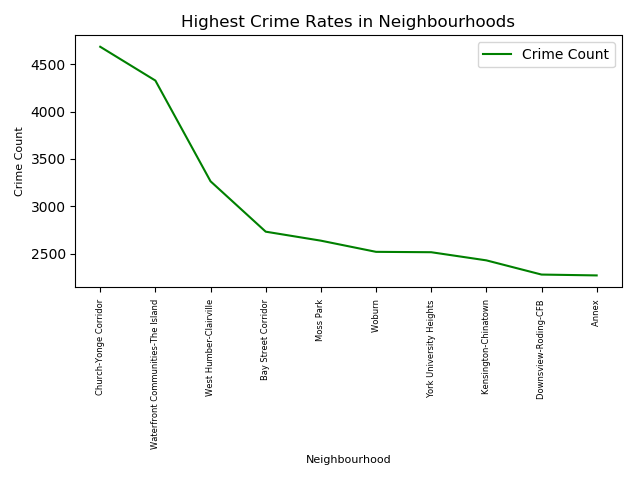 Highest Crime Rates in Neighbourhoods
Crime Count
Crime Count
4500
4000
3500
3000
2500
Church-Yonge Corridor
Waterfront Communities-The Island
West Humber-Clairville
Bay Street Corridor
Moss Park
Woburn
York University Heights
Kensington-Chinatown
Downsview-Roding-CFB
Annex
Neighbourhood